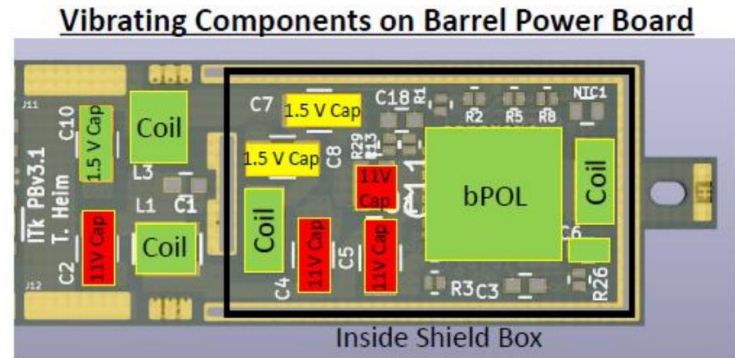 Vibrating Components on Barrel Power Board
J11
C10
1.5 V Cap
Coil
L3
C1
L1
Coil
C2
11V Cap
J12
ITk PBv3.1
T. Heim
C7
1.5 V Cap
1.5 V Cap
C8
C18
R1
R2
R5
R8
NIC1
R29
R13
11V
Cap
bPOL
Coil
Coil
C4
11V Cap
C5
11V Cap
C6
R3
C3
R26
Inside Shield Box